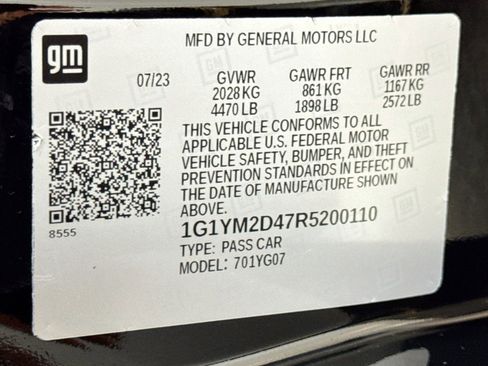 gm
MFD BY GENERAL MOTORS LLC
07/23 GVWR GAWR FRT GAWR RR
2028 KG 861 KG 1167 KG
4470 LB 1898 LB 2572 LB
THIS VEHICLE CONFORMS TO ALL
APPLICABLE U.S. FEDERAL MOTOR
VEHICLE SAFETY, BUMPER, AND THEFT
PREVENTION STANDARDS IN EFFECT ON
THE DATE OF MANUFACTURE SHOWN
ABOVE.
8555
1G1YM2D47R5200110
TYPE: PASS CAR
MODEL: 701YG07